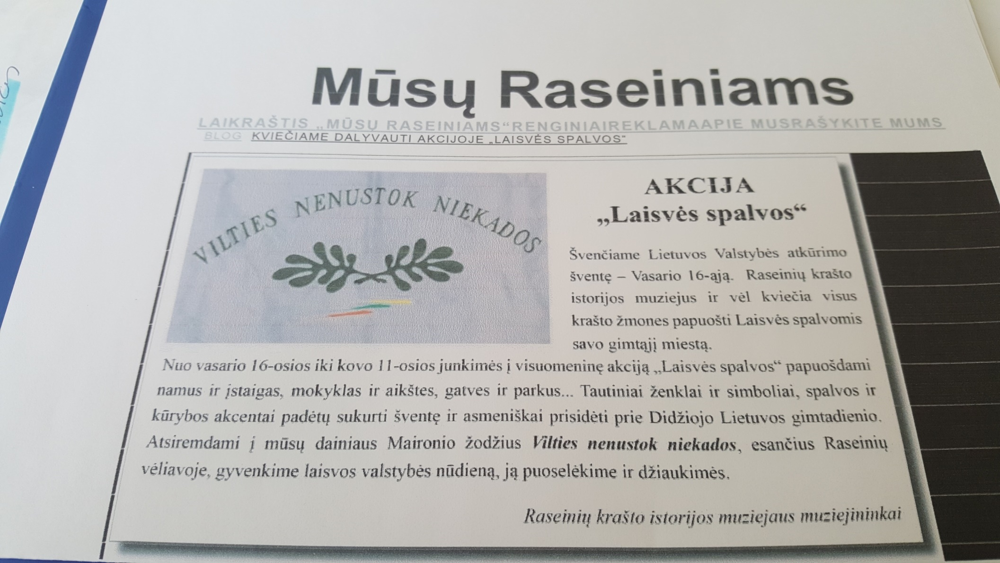 Mūsų Raseiniams
LAIKRAŠTIS „MŪSŲ RASEINIAMS“RENGINIAIREKLAMAAPIE MUSRAŠYKITE MUMS
BLOG KVIEČIAME DALYVAUTI AKCIJOJE „LAISVĖS SPALVOS“
VILTIES NENUSTOK NIEKADOS
AKCIJA
„Laisvės spalvos“
Švenčiame Lietuvos Valstybės atkūrimo
šventę – Vasario 16-ąją. Raseinių krašto
istorijos muziejus ir vėl kviečia visus
krašto žmones papuošti Laisvės spalvomis
savo gimtąjį miestą.
Nuo vasario 16-osios iki kovo 11-osios junkimės į visuomeninę akciją „Laisvės spalvos“ papuošdami
namus ir įstaigas, mokyklas ir aikštes, gatves ir parkus... Tautiniai ženklai ir simboliai, spalvos ir
kūrybos akcentai padėtų sukurti šventę ir asmeniškai prisidėti prie Didžiojo Lietuvos gimtadienio.
Atsiremdami į mūsų dainiaus Maironio žodžius Vilties nenustok niekados, esančius Raseinių
vėliavoje, gyvenkime laisvos valstybės nūdieną, ją puoselėkime ir džiaukimės.
Raseinių krašto istorijos muziejaus muziejininkai